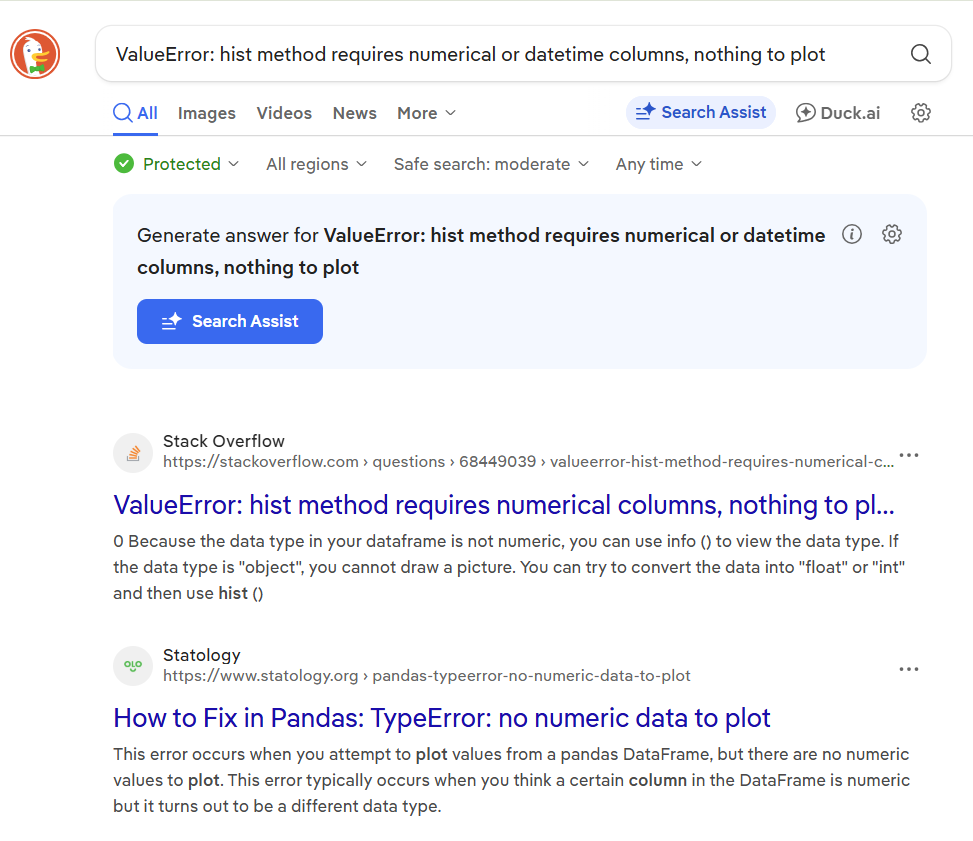 ValueError: hist method requires numerical or datetime columns, nothing to plot
All Images Videos News More Search Assist Duck.ai
Protected All regions Safe search: moderate Any time
Generate answer for ValueError: hist method requires numerical or datetime
columns, nothing to plot
Search Assist
Stack Overflow
https://stackoverflow.com › questions › 68449039 › valueerror-hist-method-requires-numerical-c...
ValueError: hist method requires numerical columns, nothing to pl...
0 Because the data type in your dataframe is not numeric, you can use info () to view the data type. If
the data type is "object", you cannot draw a picture. You can try to convert the data into "float" or "int"
and then use hist ()
Statology
https://www.statology.org › pandas-typeerror-no-numeric-data-to-plot
How to Fix in Pandas: TypeError: no numeric data to plot
This error occurs when you attempt to plot values from a pandas DataFrame, but there are no numeric
values to plot. This error typically occurs when you think a certain column in the DataFrame is numeric
but it turns out to be a different data type.